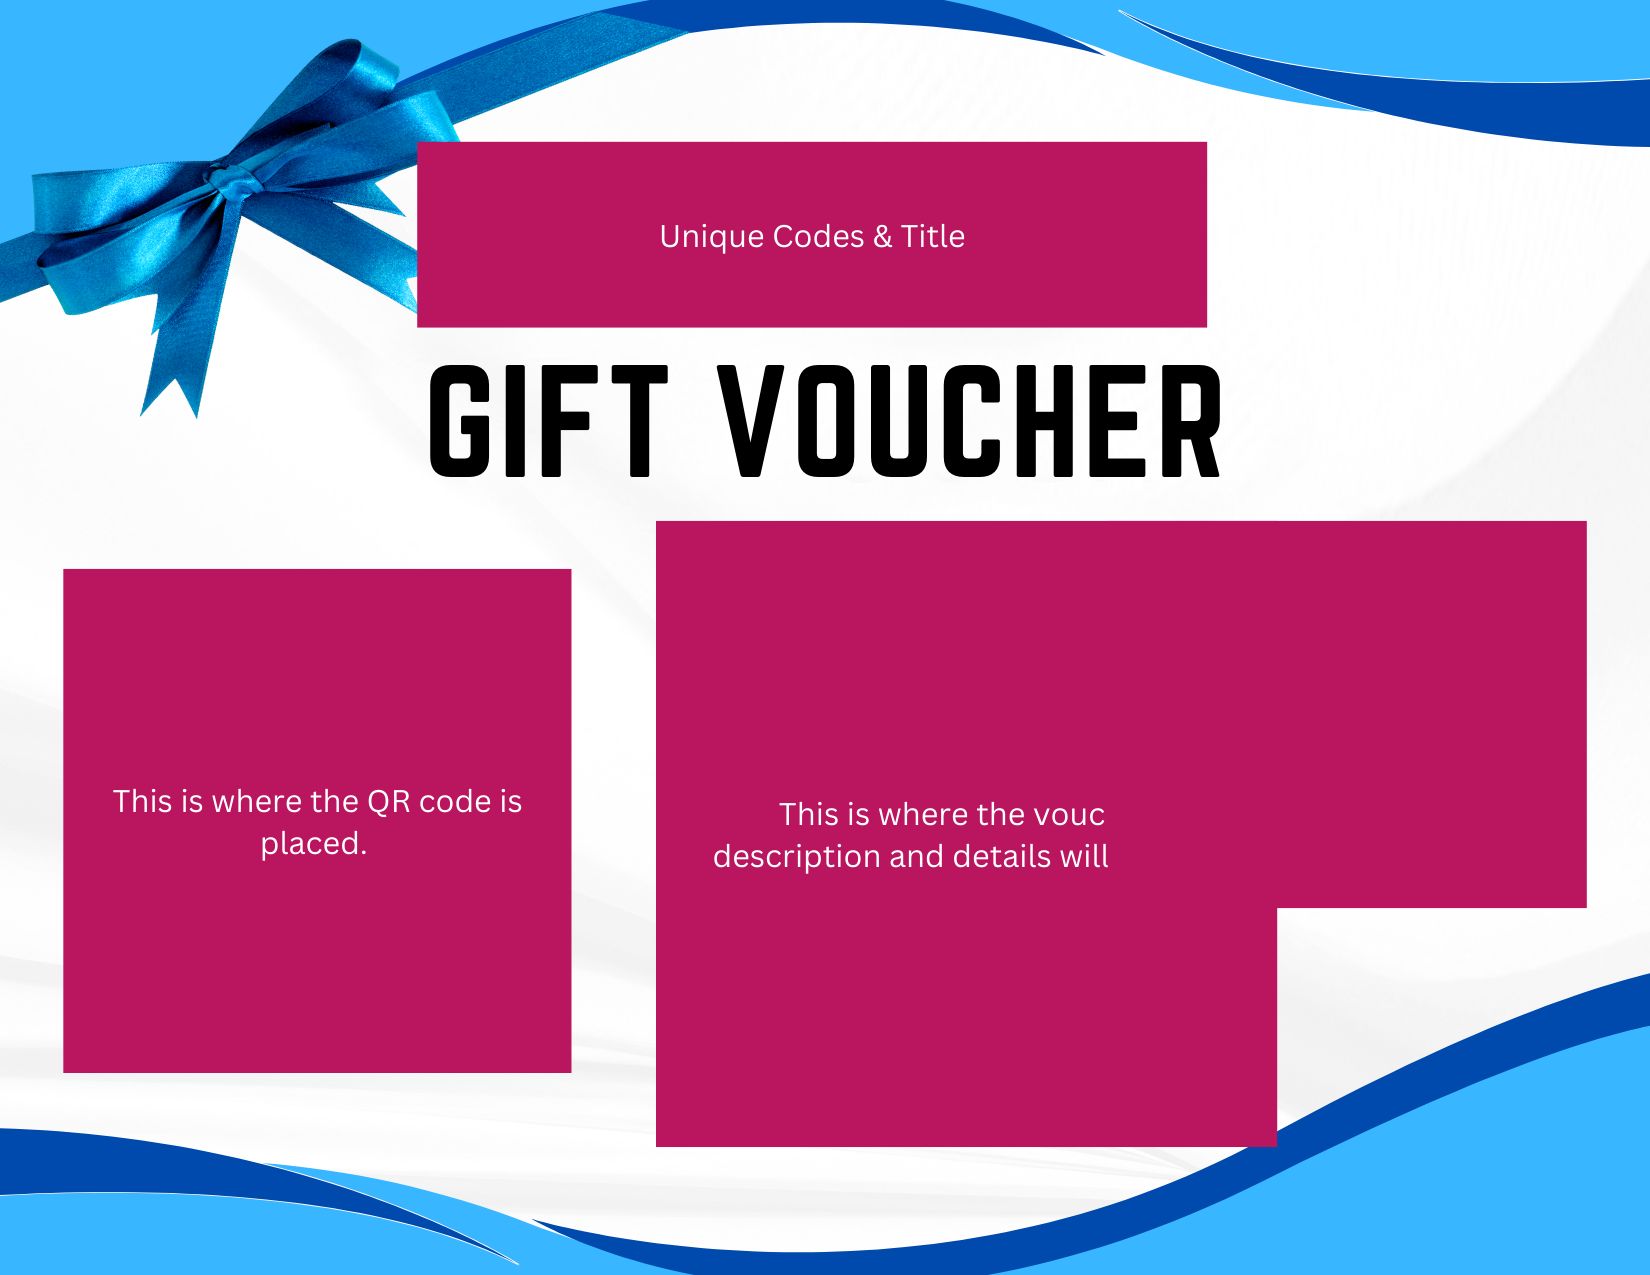 Unique Codes & Title
GIFT VOUCHER
This is where the QR code is
placed.
This is where the vouc
description and details will